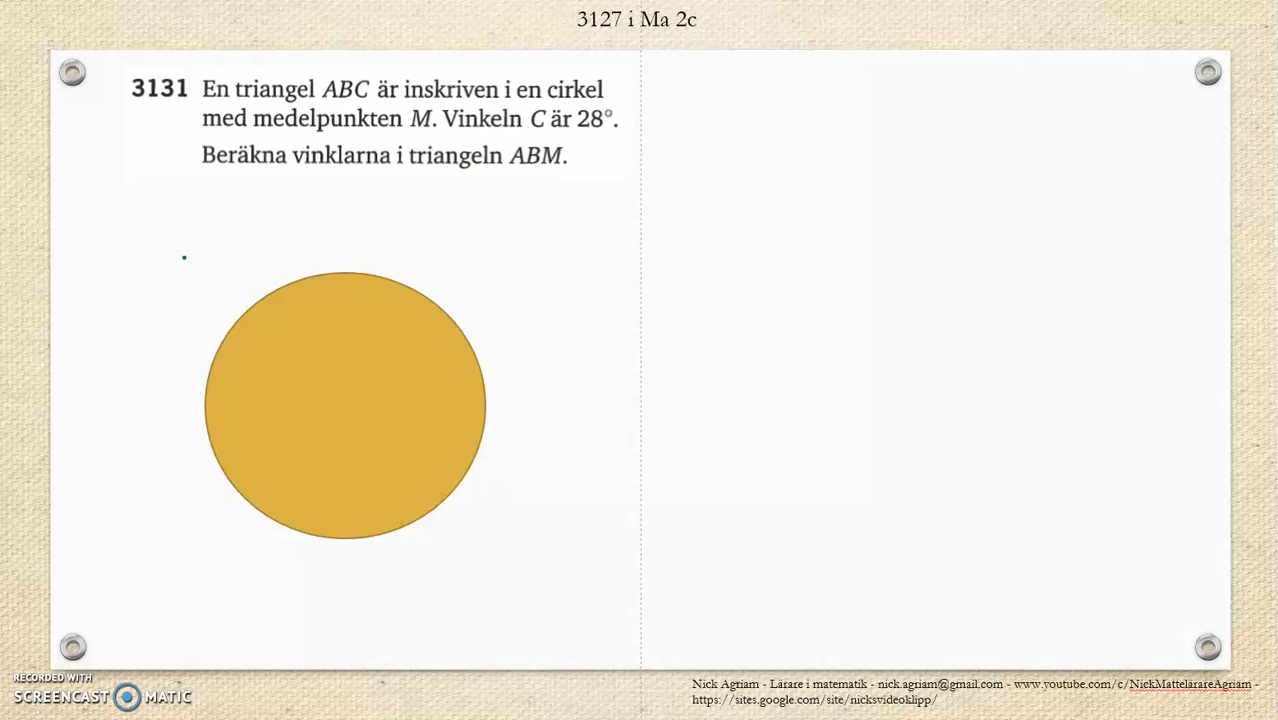 3127 i Ma 2c
3131 En triangel ABC är inskriven i en cirkel
med medelpunkten M. Vinkeln C är 28°.
Beräkna vinklarna i triangeln ABM.
RECORDED WITH
SCREENCAST MATIC
Nick Agriam - Lärare i matematik - nick.agriam@gmail.com - www.youtube.com/c/NickMattelärareAgriam -
https://sites.google.com/site/nicksvideoklipp/